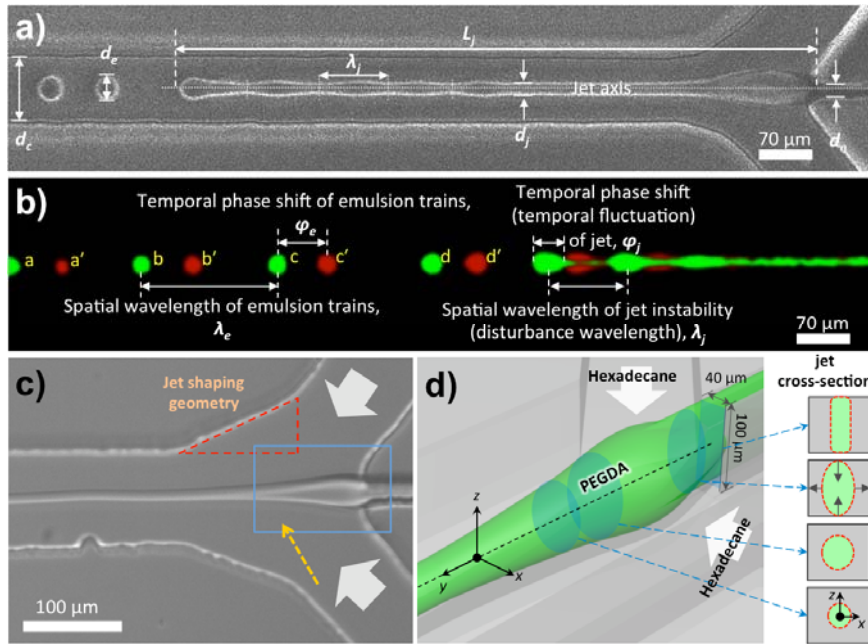 a)
L_j
d_e
λ_j
Jet axis
d_c
d_j
d_n
70 µm
b)
Temporal phase shift of emulsion trains,
φ_e
Temporal phase shift
(temporal fluctuation)
of jet, φ_j
a
a′
b
b′
c
c′
d
d′
Spatial wavelength of emulsion trains,
λ_e
Spatial wavelength of jet instability
(disturbance wavelength), λ_j
70 µm
c)
Jet shaping
geometry
100 µm
d)
Hexadecane
40 µm
100 µm
PEGDA
z
y
x
Hexadecane
jet
cross-section
z
x